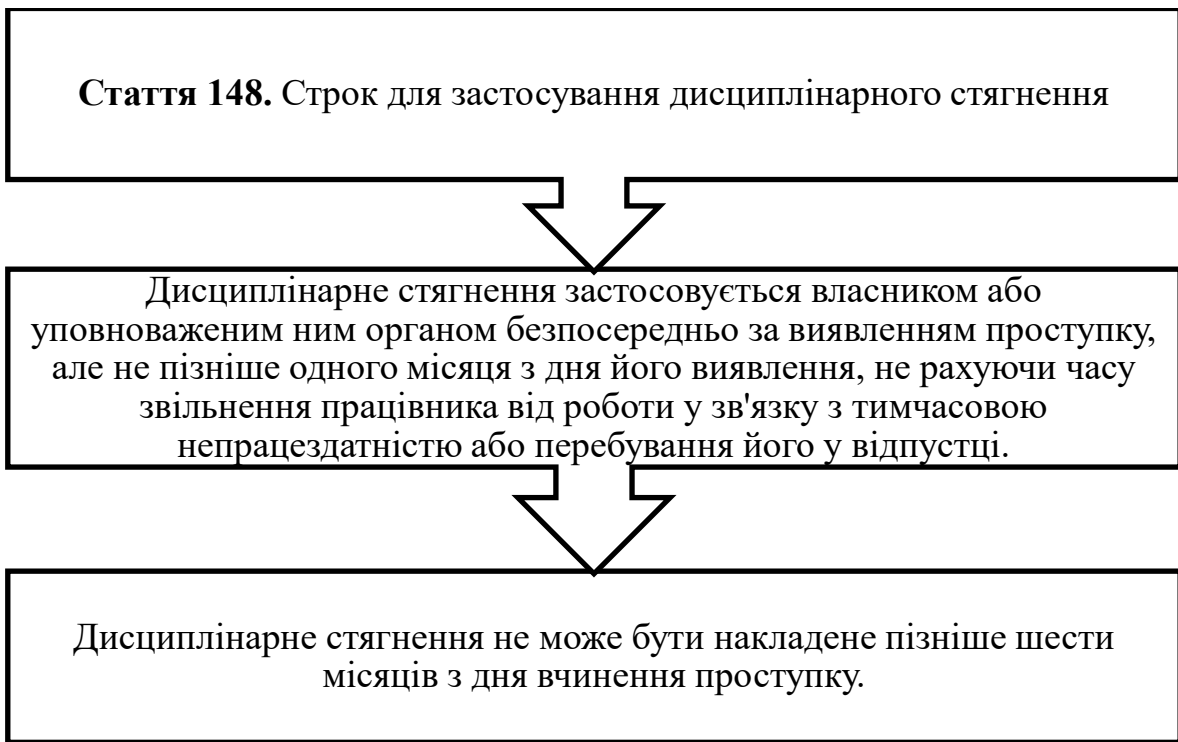 Стаття 148. Строк для застосування дисциплінарного стягнення
Дисциплінарне стягнення застосовується власником або
уповноваженим ним органом безпосередньо за виявленням проступку,
але не пізніше одного місяця з дня його виявлення, не рахуючи часу
звільнення працівника від роботи у зв'язку з тимчасовою
непрацездатністю або перебування його у відпустці.
Дисциплінарне стягнення не може бути накладене пізніше шести
місяців з дня вчинення проступку.